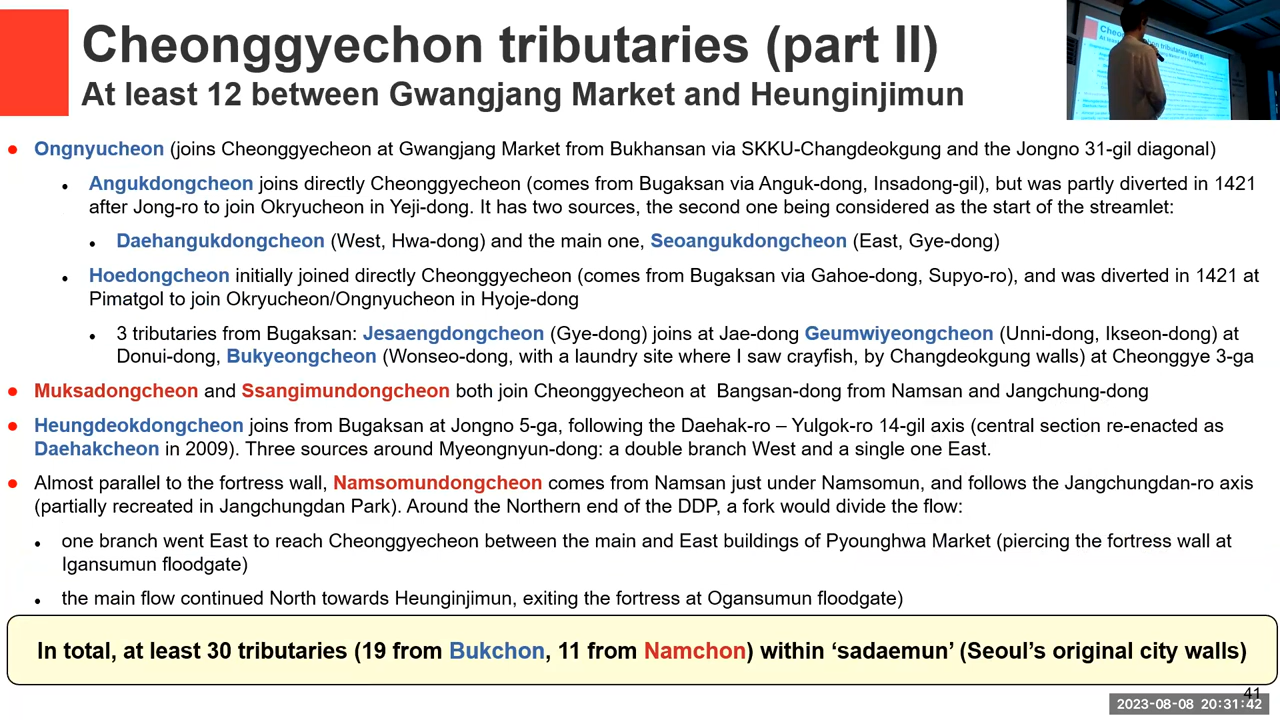 Cheonggyechon tributaries (part II)
At least 12 between Gwangjang Market and Heunginjimun
Ongnyucheon (joins Cheonggyecheon at Gwangjang Market from Bukhansan via SKKU-Changdeokgung and the Jongno 31-gil diagonal)
Angukdongcheon joins directly Cheonggyecheon (comes from Bugaksan via Anguk-dong, Insadong-gil), but was partly diverted in 1421
after Jong-ro to join Okryucheon in Yeji-dong. It has two sources, the second one being considered as the start of the streamlet:
Daehangukdongcheon (West, Hwa-dong) and the main one, Seoangukdongcheon (East, Gye-dong)
Hoedongcheon initially joined directly Cheonggyecheon (comes from Bugaksan via Gahoe-dong, Supyo-ro), and was diverted in 1421 at
Pimatgol to join Okryucheon/Ongnyucheon in Hyoje-dong
3 tributaries from Bugaksan: Jesaengdongcheon (Gye-dong) joins at Jae-dong Geumwiyeongcheon (Unni-dong, Ikseon-dong) at
Donui-dong, Bukyeongcheon (Wonseo-dong, with a laundry site where I saw crayfish, by Changdeokgung walls) at Cheonggye 3-ga
Muksadongcheon and Ssangimundongcheon both join Cheonggyecheon at Bangsan-dong from Namsan and Jangchung-dong
Heungdeokdongcheon joins from Bugaksan at Jongno 5-ga, following the Daehak-ro – Yulgok-ro 14-gil axis (central section re-enacted as
Daehakcheon in 2009). Three sources around Myeongnyun-dong: a double branch West and a single one East.
Almost parallel to the fortress wall, Namsomundongcheon comes from Namsan just under Namsomun, and follows the Jangchungdan-ro axis
(partially recreated in Jangchungdan Park). Around the Northern end of the DDP, a fork would divide the flow:
one branch went East to reach Cheonggyecheon between the main and East buildings of Pyounghwa Market (piercing the fortress wall at
Igansumun floodgate)
the main flow continued North towards Heunginjimun, exiting the fortress at Ogansumun floodgate)
In total, at least 30 tributaries (19 from Bukchon, 11 from Namchon) within ‘sadaemun’ (Seoul’s original city walls)
41
2023-08-08 20:31:42